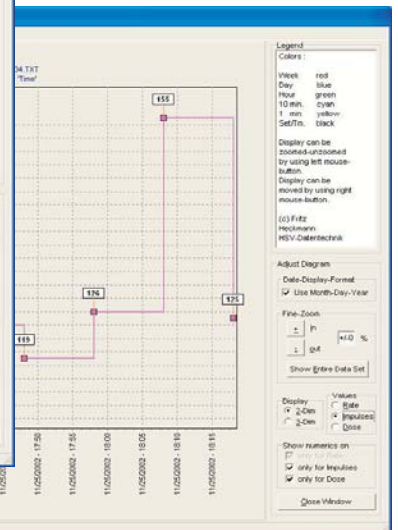 04.TXT
'Time'
155
126
125
119
11/25/2002 - 17:50
11/25/2002 - 17:55
11/25/2002 - 18:00
11/25/2002 - 18:05
11/25/2002 - 18:10
11/25/2002 - 18:15
Legend
Colors :
Week red
Day blue
Hour green
10 min. cyan
1 min. yellow
Set/Tm. black
Display can be
zoomed-unzoomed
by using left mouse-
button.
Display can be
moved by using right
mouse-button.
(c) Fritz
Heckmann
HSV-Datentechnik
Adjust Diagram
Date-Display-Format
Use Month-Day-Year
Fine-Zoom
+ in
+/-0 %
- out
Show Entire Data Set
Display
2-Dim
3-Dim
Values
Rate
Impulses
Dose
Show numerics on
only for Rate
only for Impulses
only for Dose
Close Window